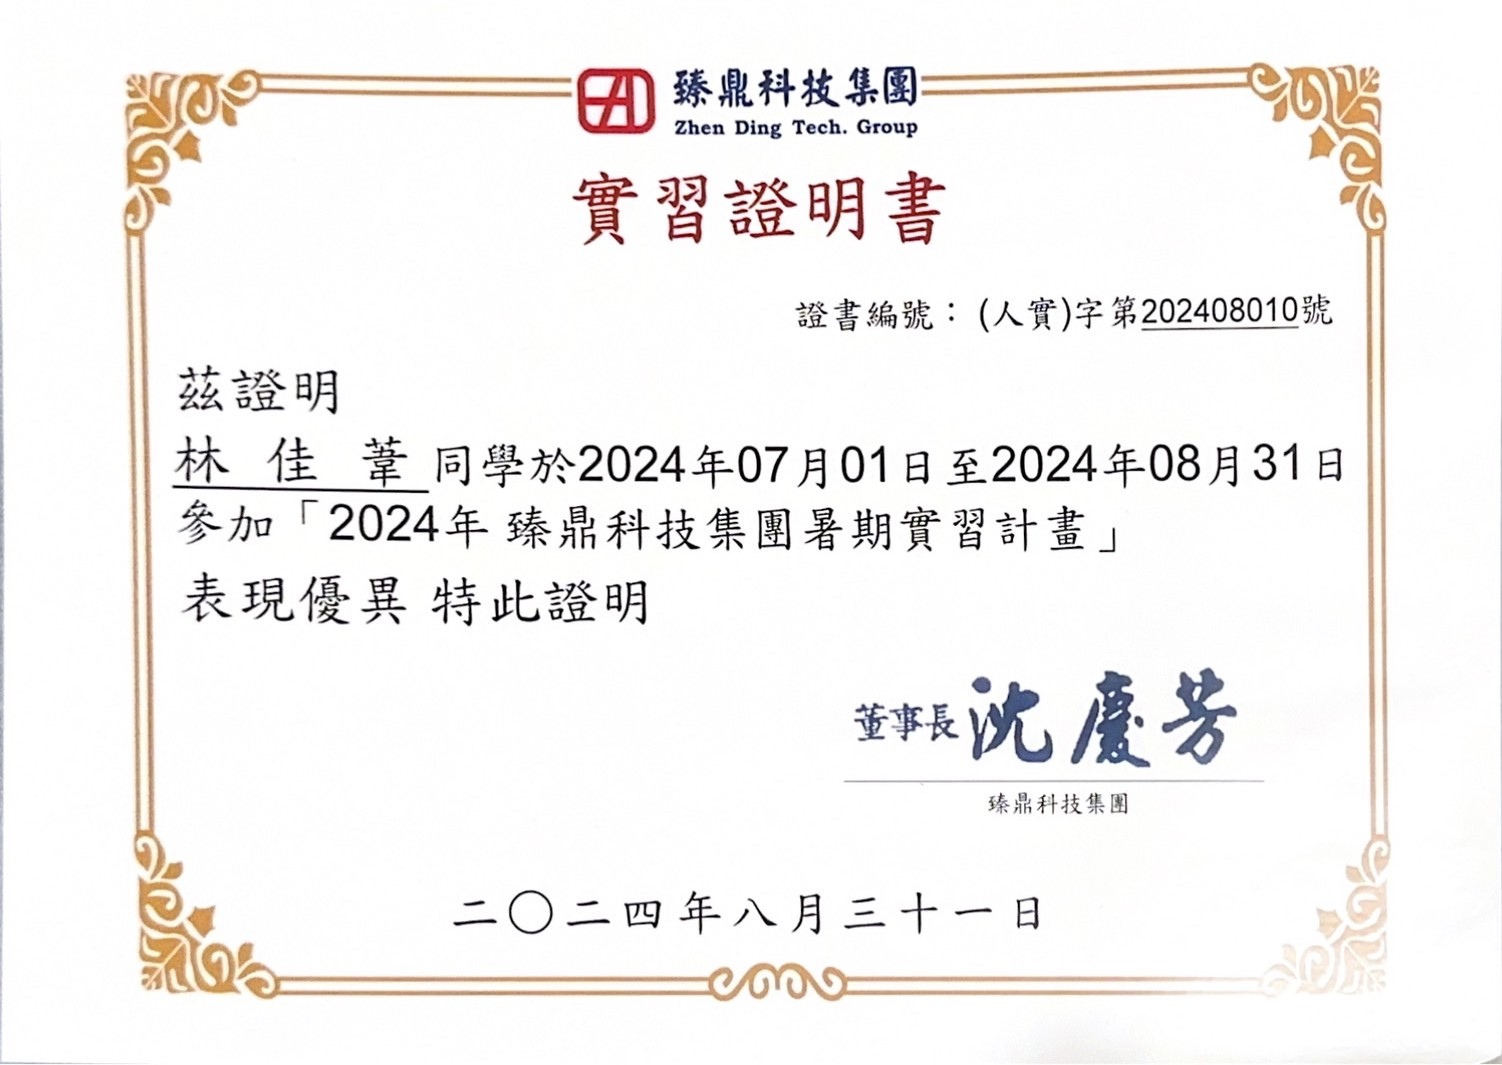 臻鼎科技集團
Zhen Ding Tech. Group
實習證明書
證書編號：(人實)字第202408010號
茲證明
林佳葦同學於2024年07月01日至2024年08月31日
參加「2024年 臻鼎科技集團暑期實習計畫」
表現優異 特此證明
董事長 沈慶芳
臻鼎科技集團
二〇二四年八月三十一日